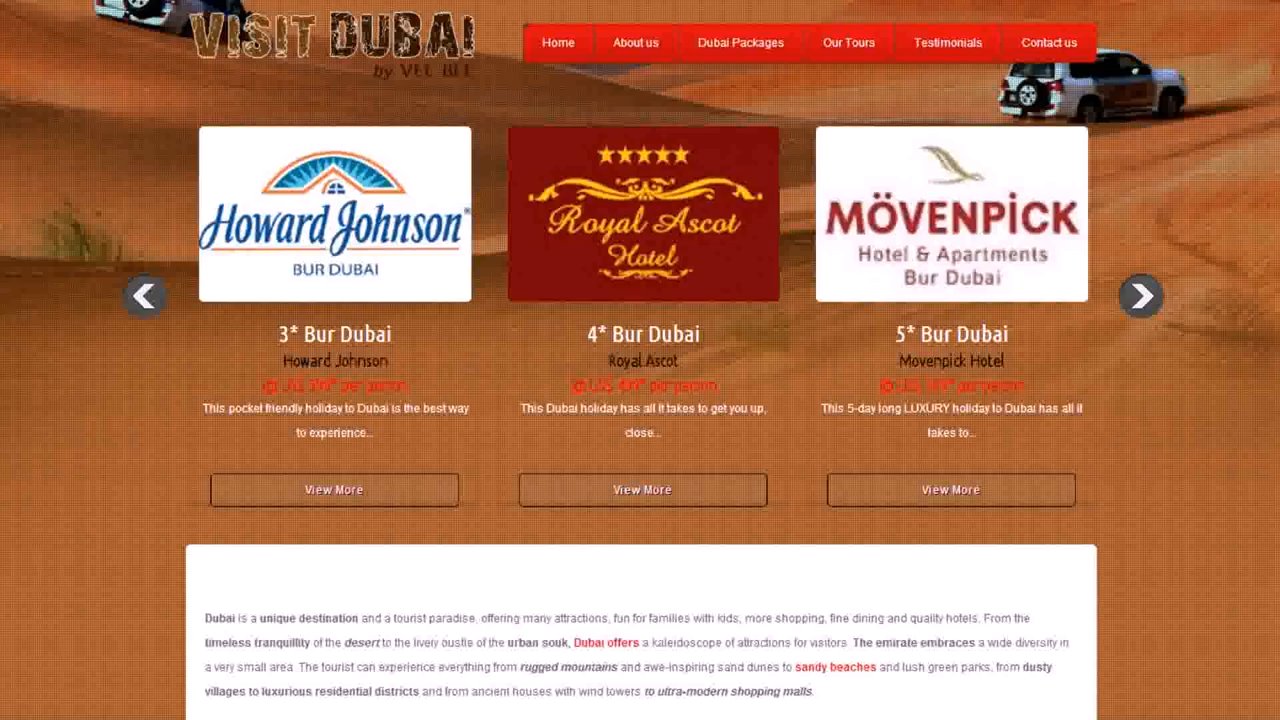 VISIT DUBAI
by VEE BEE
Home About us Dubai Packages Our Tours Testimonials Contact us
Howard Johnson®
BUR DUBAI
Royal Ascot
Hotel
MÖVENPICK
Hotel & Apartments
Bur Dubai
3* Bur Dubai
Howard Johnson
per person
This pocket friendly holiday to Dubai is the best way
to experience...
View More
4* Bur Dubai
Royal Ascot
per person
This Dubai holiday has all it takes to get you up,
close...
View More
5* Bur Dubai
Movenpick Hotel
per person
This 5-day long LUXURY holiday to Dubai has all it
takes to...
View More
Dubai is a unique destination and a tourist paradise, offering many attractions, fun for families with kids, more shopping, fine dining and quality hotels. From the
timeless tranquillity of the desert to the lively bustle of the urban souk, Dubai offers a kaleidoscope of attractions for visitors. The emirate embraces a wide diversity in
a very small area. The tourist can experience everything from rugged mountains and awe-inspiring sand dunes to sandy beaches and lush green parks, from dusty
villages to luxurious residential districts and from ancient houses with wind towers to ultra-modern shopping malls.